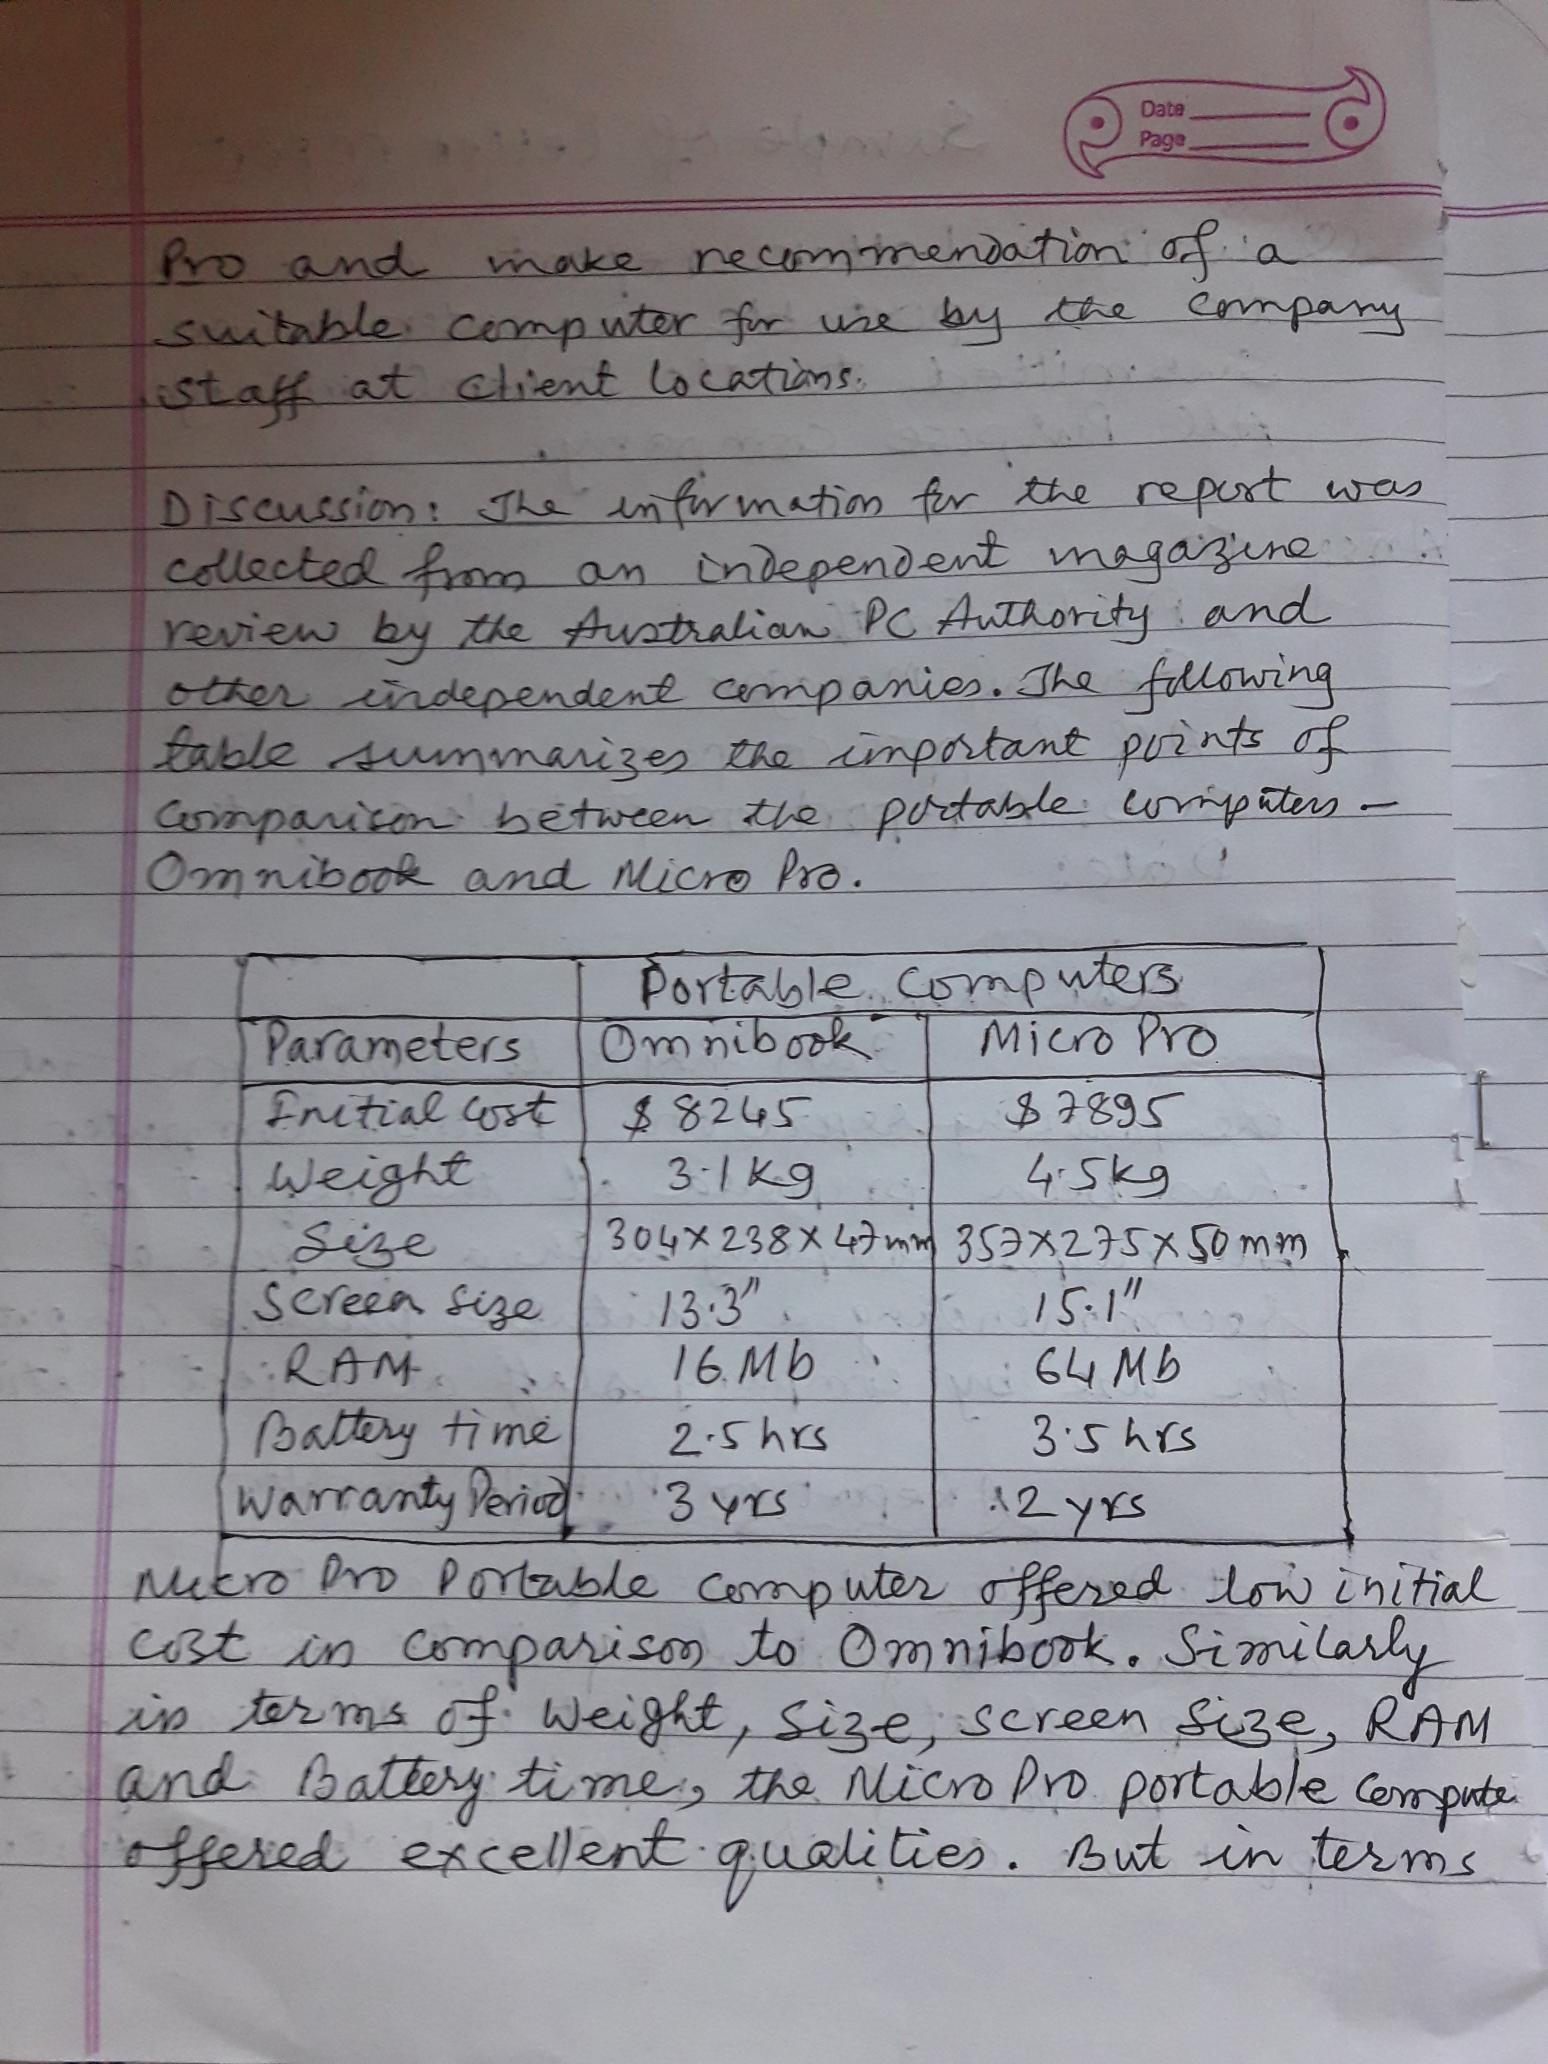 Date
Page
Pro and make recommendation of a
suitable computer for use by the company
staff at client locations.
Discussion: The information for the report was
collected from an independent magazine
review by the Australian PC Authority and
other independent companies. The following
table summarizes the important points of
comparison between the portable computers -
Omnibook and Micro Pro.
Portable Computers
Parameters Omnibook Micro Pro
Initial Cost $ 8245 $ 7895
Weight 3.1 kg 4.5 kg
Size 304 x 238 x 47 mm 357 x 275 x 50 mm
Screen Size 13.3" 15.1"
RAM 16 Mb 64 Mb
Battery time 2.5 hrs 3.5 hrs
Warranty Period 3 yrs 2 yrs
Micro Pro Portable computer offered low initial
cost in comparison to Omnibook. Similarly
in terms of Weight, Size, Screen Size, RAM
and Battery time, the Micro Pro portable compute
offered excellent qualities. But in terms